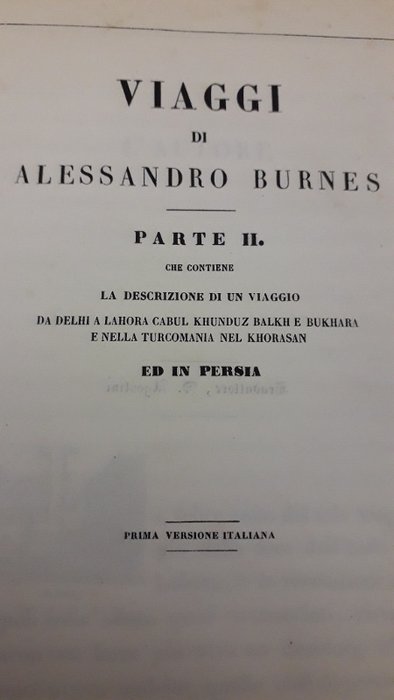 VIAGGI
DI
ALESSANDRO BURNES
PARTE II.
CHE CONTIENE
LA DESCRIZIONE DI UN VIAGGIO
DA DELHI A LAHORA CABUL KHUNDUZ BALKH E BUKHARA
E NELLA TURCOMANIA NEL KHORASAN
ED IN PERSIA
PRIMA VERSIONE ITALIANA